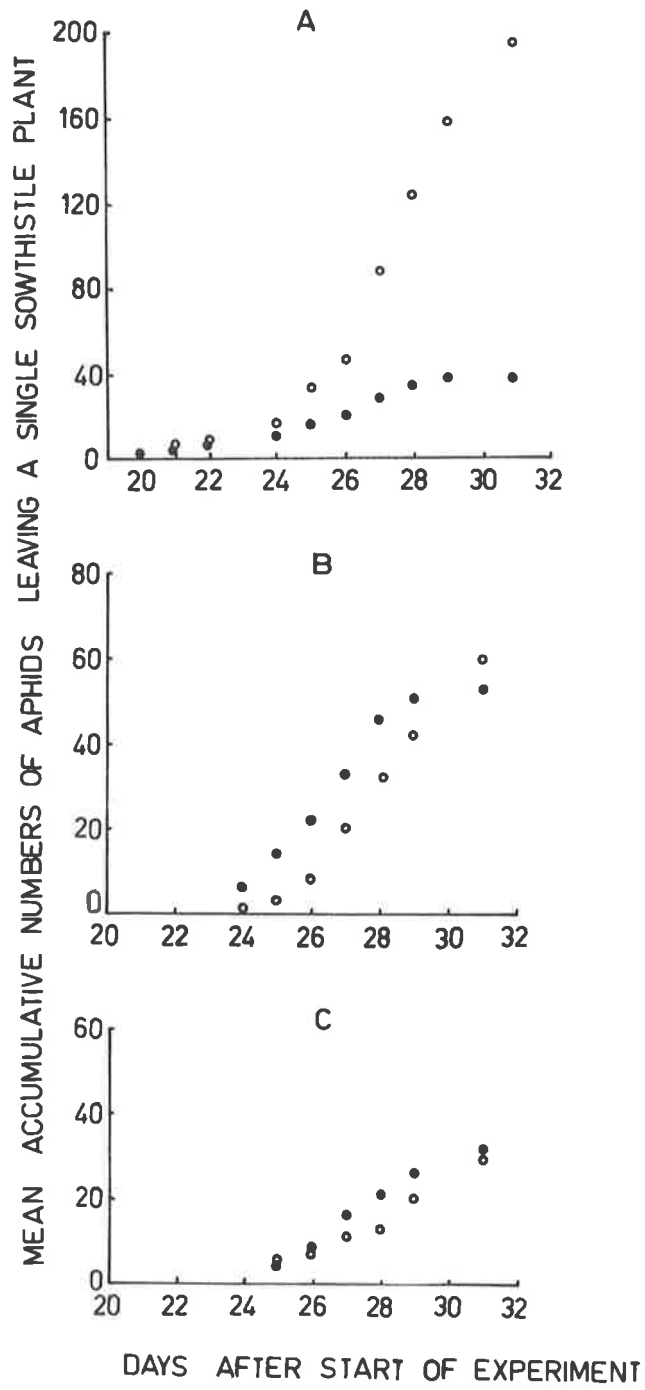 MEAN ACCUMULATIVE NUMBERS OF APHIDS LEAVING A SINGLE SOWTHISTLE PLANT
A
200
160
120
80
40
0
20 22 24 26 28 30 32
B
80
60
40
20
0
20 22 24 26 28 30 32
C
60
40
20
0
20 22 24 26 28 30 32
DAYS AFTER START OF EXPERIMENT